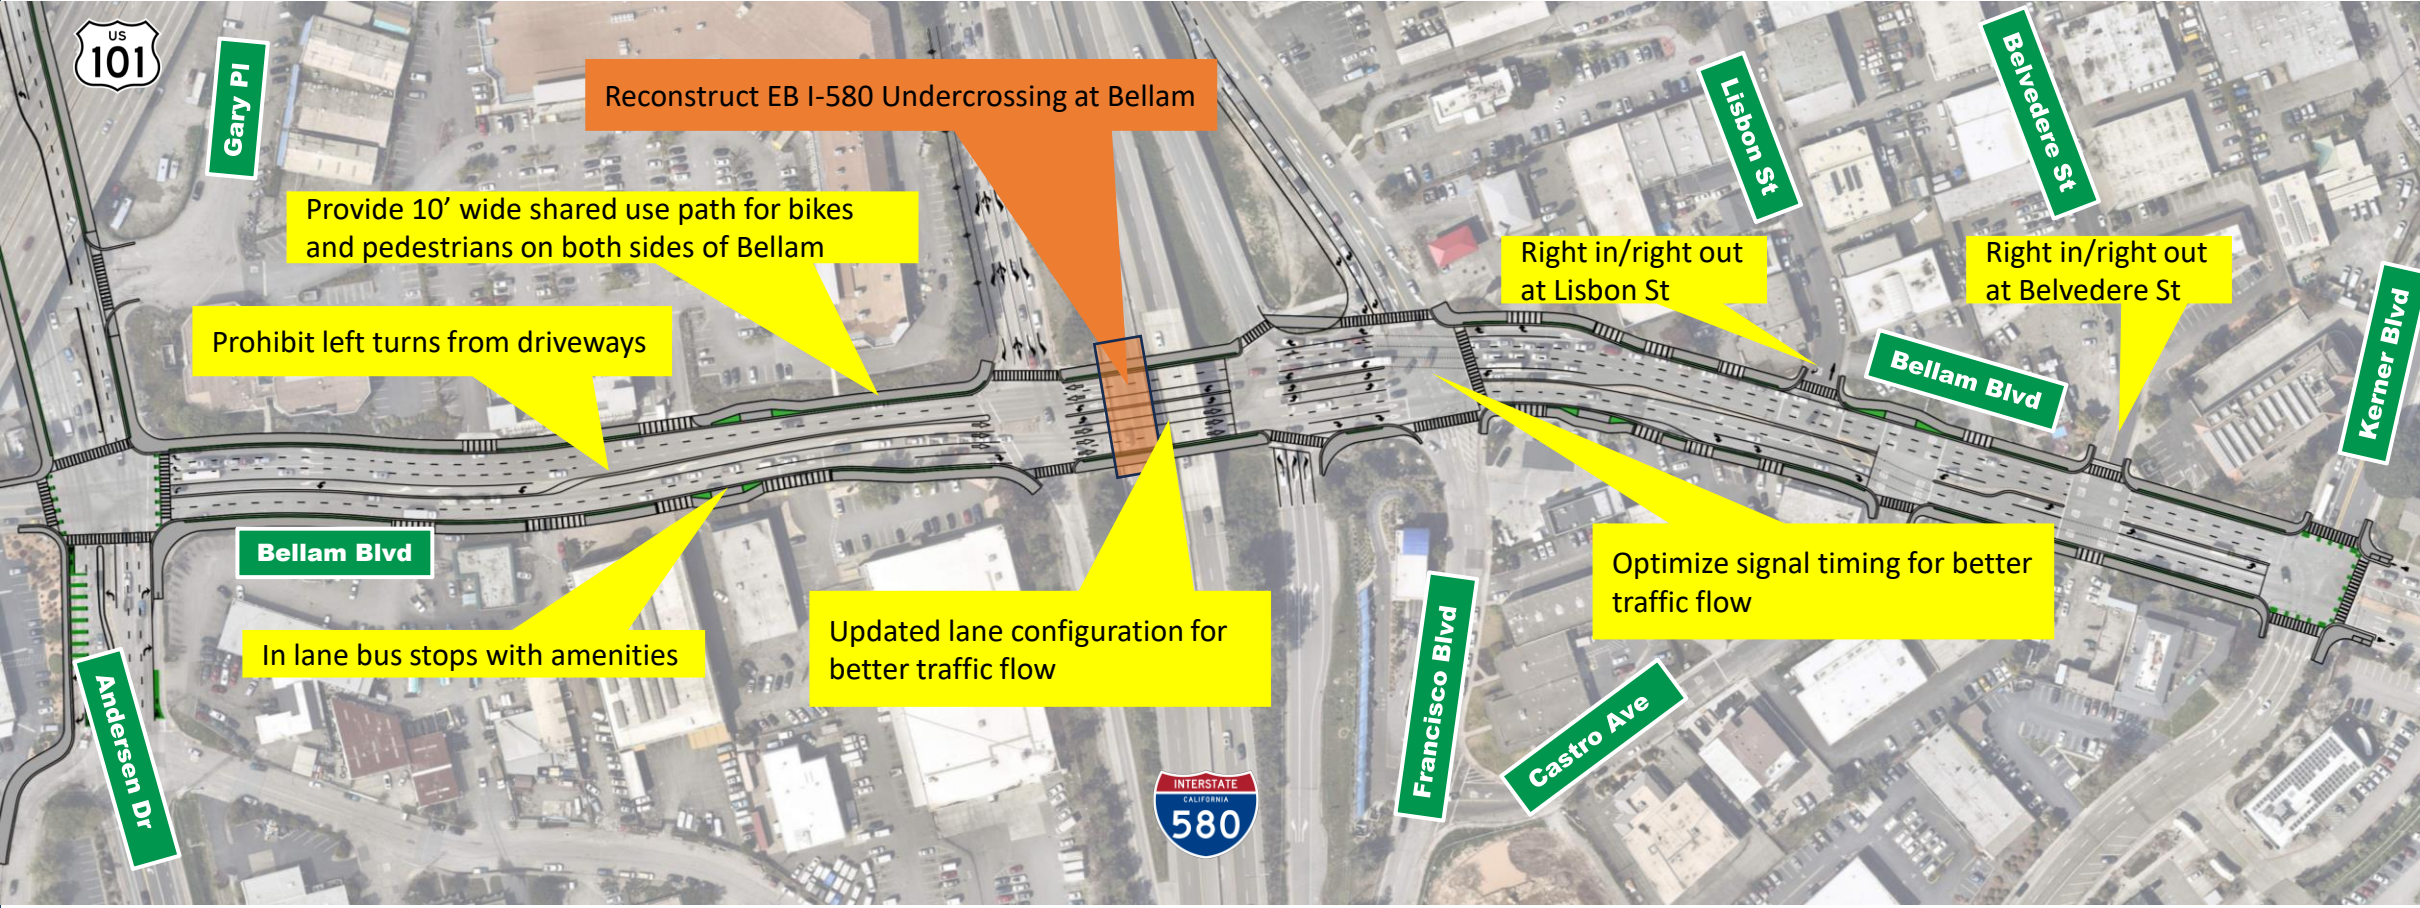 US
101
Gary Pl
Reconstruct EB I-580 Undercrossing at Bellam
Lisbon St
Belvedere St
Provide 10’ wide shared use path for bikes
and pedestrians on both sides of Bellam
Right in/right out
at Lisbon St
Right in/right out
at Belvedere St
Kerner Blvd
Prohibit left turns from driveways
Bellam Blvd
Bellam Blvd
Optimize signal timing for better
traffic flow
In lane bus stops with amenities
Updated lane configuration for
better traffic flow
Andersen Dr
Francisco Blvd
Castro Ave
INTERSTATE
CALIFORNIA
580